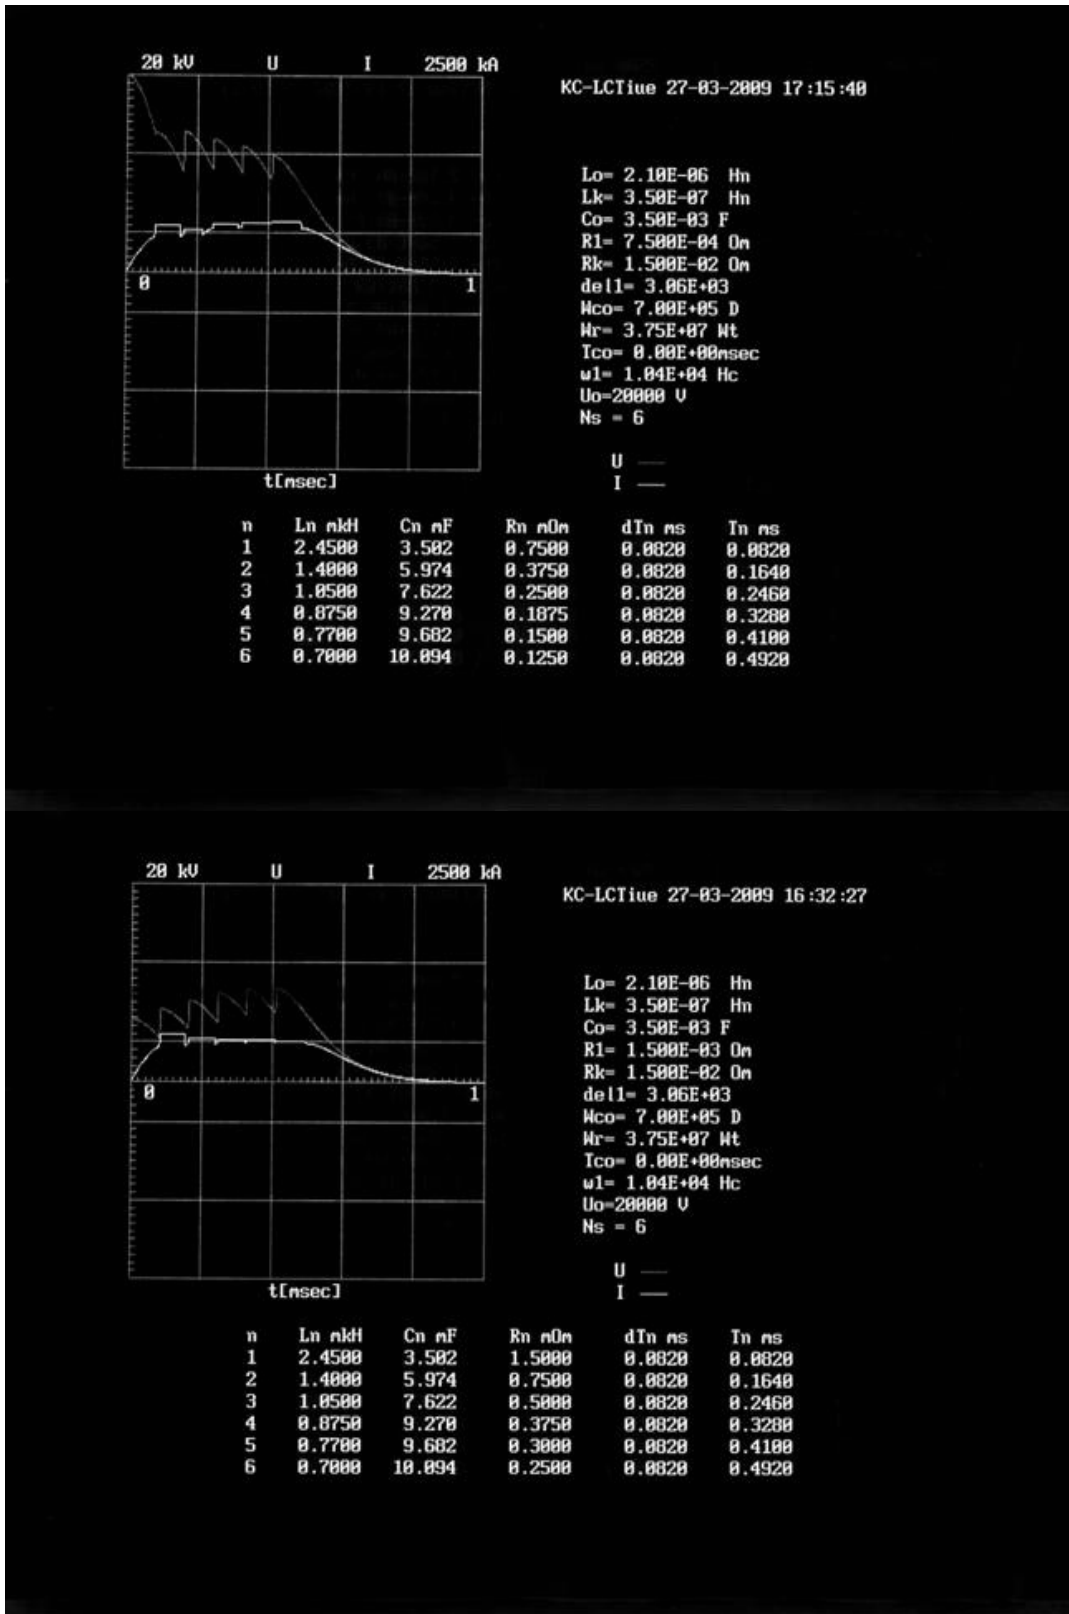 20 kV U I 2500 kA
KC-LCTiue 27-03-2009 17:15:40
Lo= 2.10E-06 Hn
Lk= 3.50E-07 Hn
Co= 3.50E-03 F
R1= 7.500E-04 Om
Rk= 1.500E-02 Om
del1= 3.06E+03
Wco= 7.00E+05 D
Wr= 3.75E+07 Wt
Tco= 0.00E+00msec
w1= 1.04E+04 Hc
Uo=20000 V
Ns = 6
0 1
U
I
t[msec]
n Ln mkH Cn mF Rn mOm dTn ms Tn ms
1 2.4500 3.502 0.7500 0.0820 0.0820
2 1.4000 5.974 0.3750 0.0820 0.1640
3 1.0500 7.622 0.2500 0.0820 0.2460
4 0.8750 9.270 0.1875 0.0820 0.3280
5 0.7700 9.682 0.1500 0.0820 0.4100
6 0.7000 10.094 0.1250 0.0820 0.4920
20 kV U I 2500 kA
KC-LCTiue 27-03-2009 16:32:27
Lo= 2.10E-06 Hn
Lk= 3.50E-07 Hn
Co= 3.50E-03 F
R1= 1.500E-03 Om
Rk= 1.500E-02 Om
del1= 3.06E+03
Wco= 7.00E+05 D
Wr= 3.75E+07 Wt
Tco= 0.00E+00msec
w1= 1.04E+04 Hc
Uo=20000 V
Ns = 6
0 1
U
I
t[msec]
n Ln mkH Cn mF Rn mOm dTn ms Tn ms
1 2.4500 3.502 1.5000 0.0820 0.0820
2 1.4000 5.974 0.7500 0.0820 0.1640
3 1.0500 7.622 0.5000 0.0820 0.2460
4 0.8750 9.270 0.3750 0.0820 0.3280
5 0.7700 9.682 0.3000 0.0820 0.4100
6 0.7000 10.094 0.2500 0.0820 0.4920